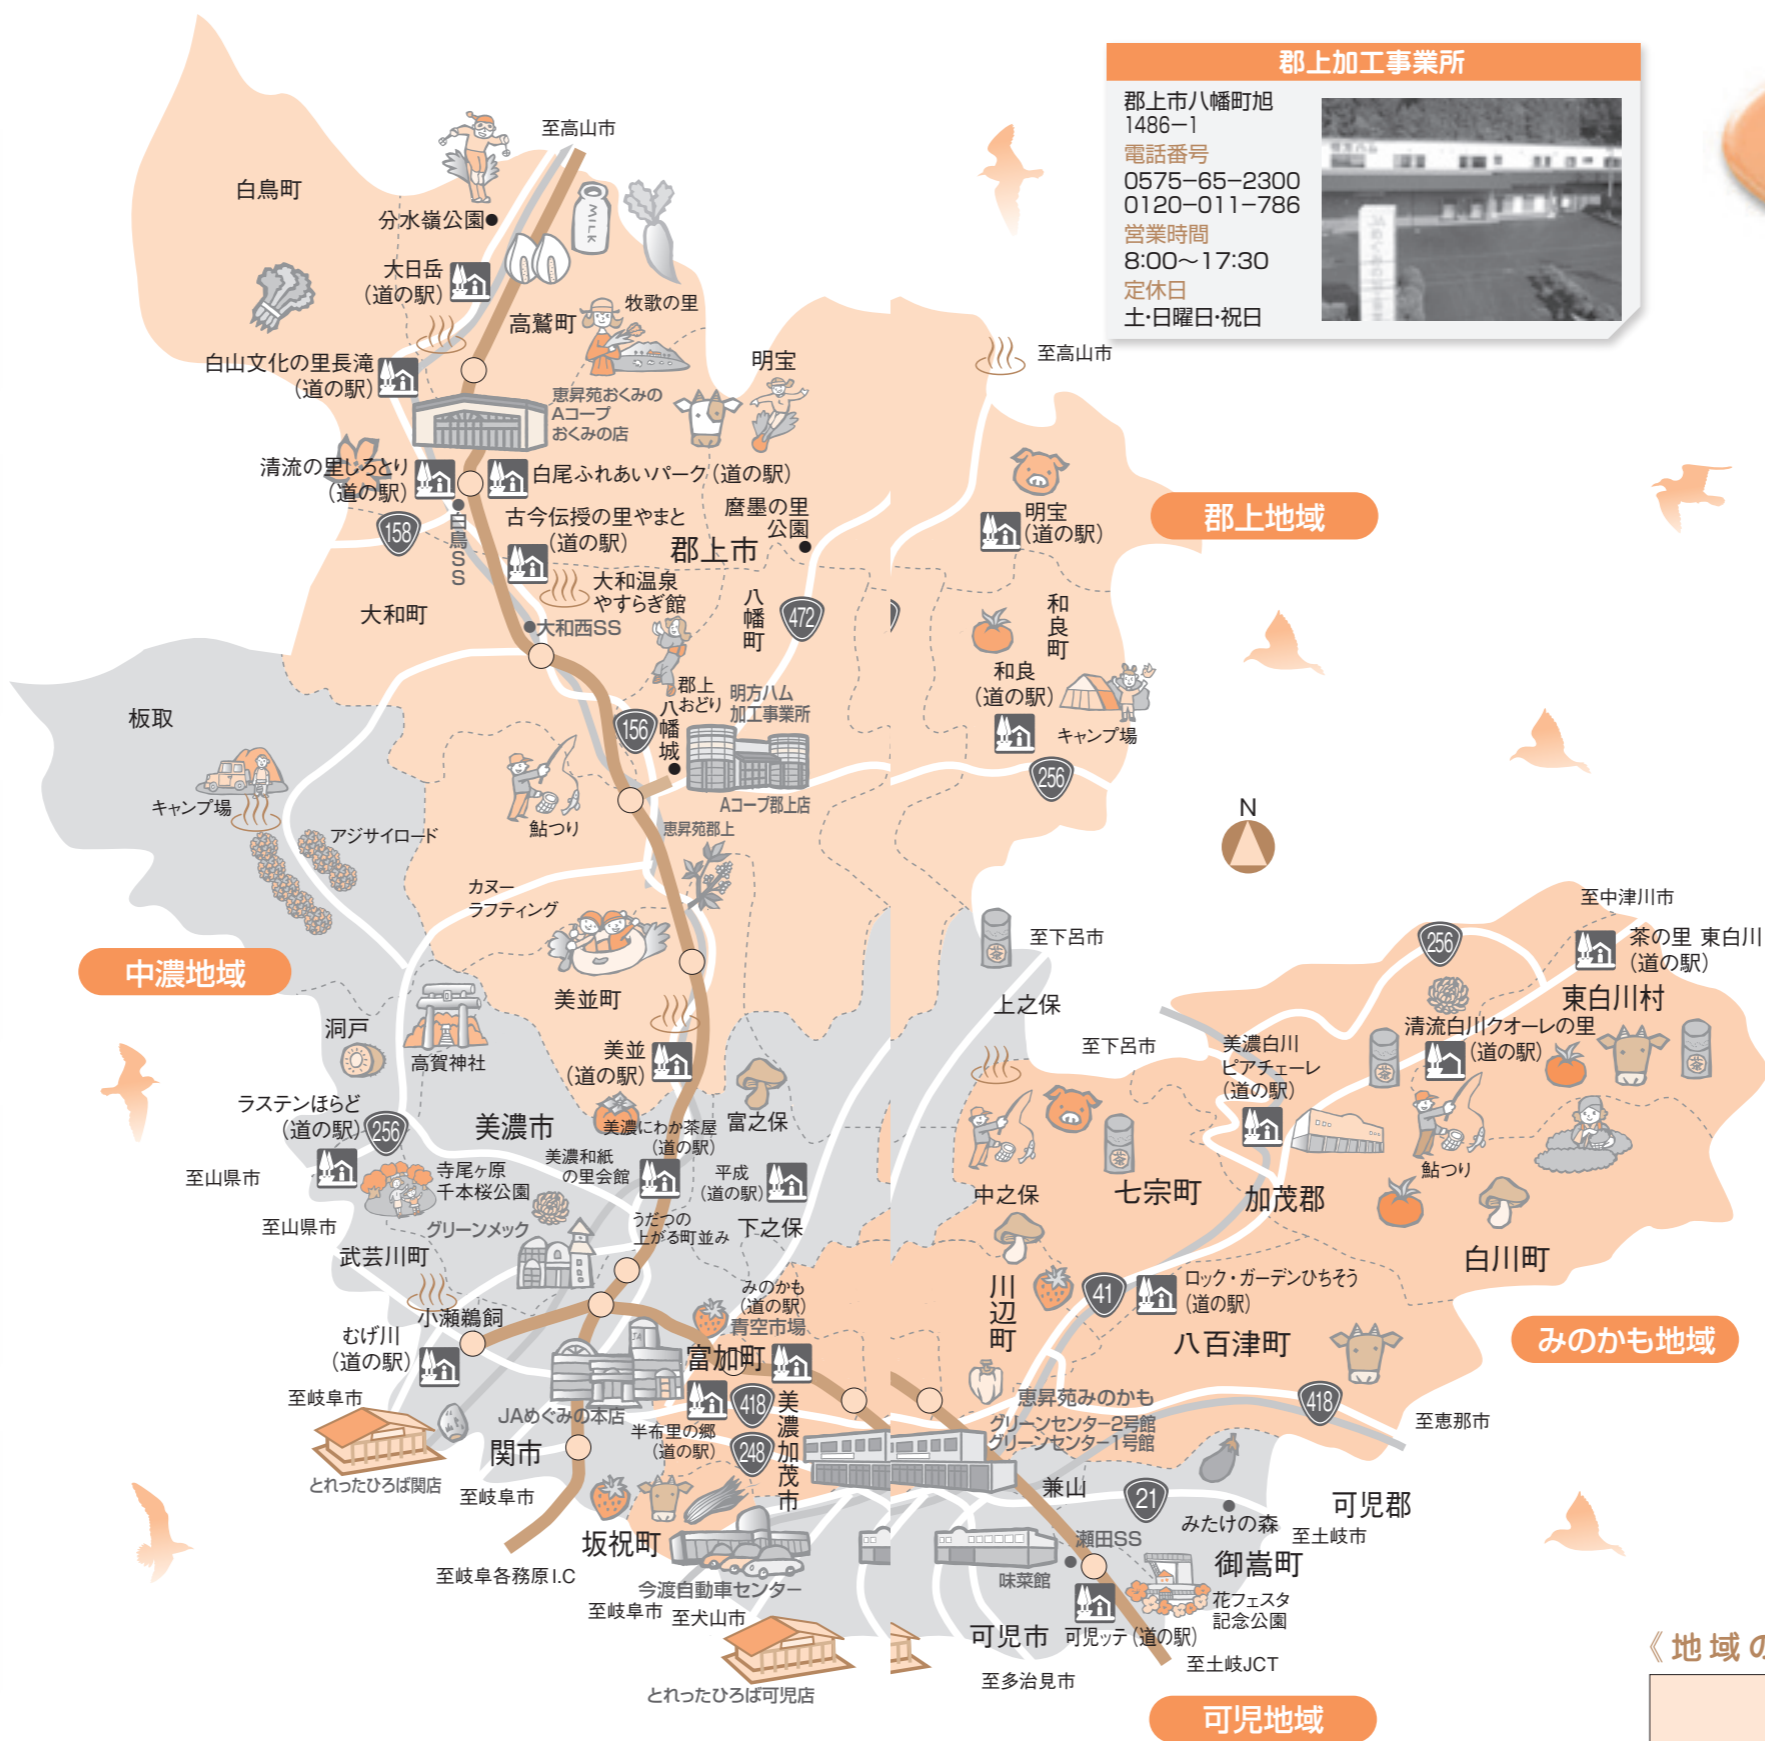 郡上加工事業所
郡上市八幡町旭
1486−1
電話番号
0575−65−2300
0120−011−786
営業時間
8:00〜17:30
定休日
土・日曜日・祝日
至高山市
白鳥町
分水嶺公園
MILK
大日岳
(道の駅)
高鷲町
牧歌の里
白山文化の里長滝
(道の駅)
明宝
至高山市
恵昇苑おくみの
Aコープ
おくみの店
清流の里しろとり
(道の駅)
白尾ふれあいパーク(道の駅)
158
白鳥SS
古今伝授の里やまと
(道の駅)
麿墨の里
公園
郡上市
明宝
(道の駅)
郡上地域
大和温泉
やすらぎ館
大和町
大和西SS
八幡町
472
和良町
和良
(道の駅)
キャンプ場
256
板取
郡上
おどり
明方ハム
加工事業所
156
八幡城
Aコープ郡上店
恵昇苑郡上
キャンプ場
アジサイロード
鮎つり
N
カヌー
ラフティング
中濃地域
美並町
洞戸
高賀神社
美並
(道の駅)
至下呂市
上之保
至中津川市
256
茶の里 東白川
(道の駅)
東白川村
清流白川クオーレの里
(道の駅)
茶
茶
茶
茶
至下呂市
美濃白川
ピアチェーレ
(道の駅)
鮎つり
ラステンほらど
(道の駅)
256
美濃市
美濃にわか茶屋
(道の駅)
富之保
至山県市
寺尾ヶ原
千本桜公園
美濃和紙
の里会館
平成
(道の駅)
中之保
七宗町
加茂郡
白川町
至山県市
グリーンメック
うだつの
上がる町並み
下之保
武芸川町
小瀬鵜飼
みのかも
(道の駅)
青空市場
川辺町
41
ロック・ガーデンひちそう
(道の駅)
八百津町
みのかも地域
むげ川
(道の駅)
JA
富加町
至岐阜市
JAめぐみの本店
半布里の郷
(道の駅)
418
248
美濃加茂市
恵昇苑みのかも
グリーンセンター2号館
グリーンセンター1号館
418
至恵那市
とれったひろば関店
関市
至岐阜市
兼山
21
みたけの森
可児郡
至土岐市
坂祝町
至岐阜各務原I.C
今渡自動車センター
至岐阜市
至犬山市
味菜館
瀬田SS
御嵩町
花フェスタ
記念公園
可児市
可児ッテ(道の駅)
至土岐JCT
至多治見市
とれったひろば可児店
可児地域
《地域の